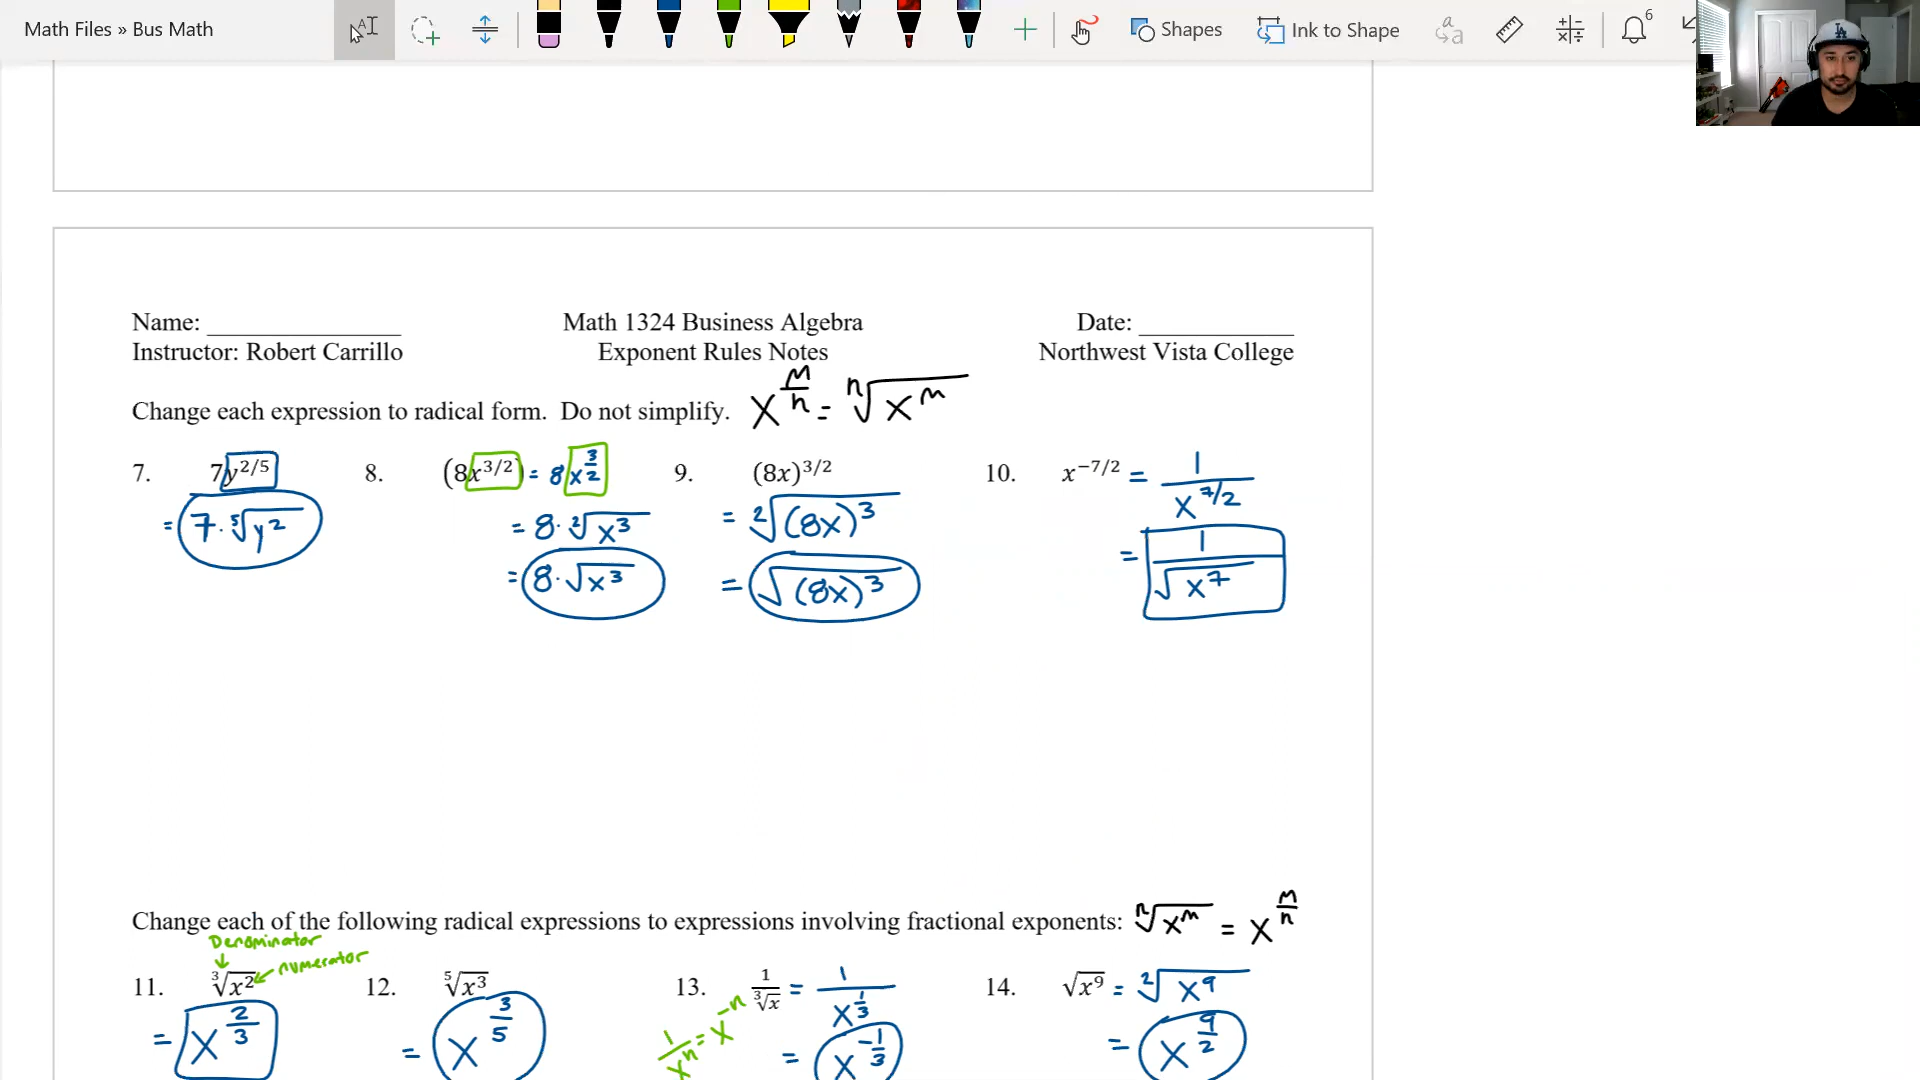 Math Files » Bus Math
Shapes
Ink to Shape
6
Name: ______________ Math 1324 Business Algebra Date: ____________
Instructor: Robert Carrillo Exponent Rules Notes Northwest Vista College
Change each expression to radical form. Do not simplify. x^{m/n} = ⁿ√(x^m)
7. 7y^{2/5} 8. (8x^{3/2}) = 8x^{3/2} 9. (8x)^{3/2} 10. x^{-7/2} = 1/x^{7/2}
= 7·⁵√(y²) = 8·²√(x³) = ²√((8x)³) = 1/√(x⁷)
= 8·√(x³) = √((8x)³)
Change each of the following radical expressions to expressions involving fractional exponents: ⁿ√(x^m) = x^{m/n}
Denominator
numerator
11. ³√(x²) 12. ⁵√(x³) 13. 1/³√x = 1/x^{1/3} 14. √(x⁹) = ²√(x⁹)
= x^{2/3} = x^{3/5} 1/x^n = x^{-n} = x^{-1/3} = x^{9/2}